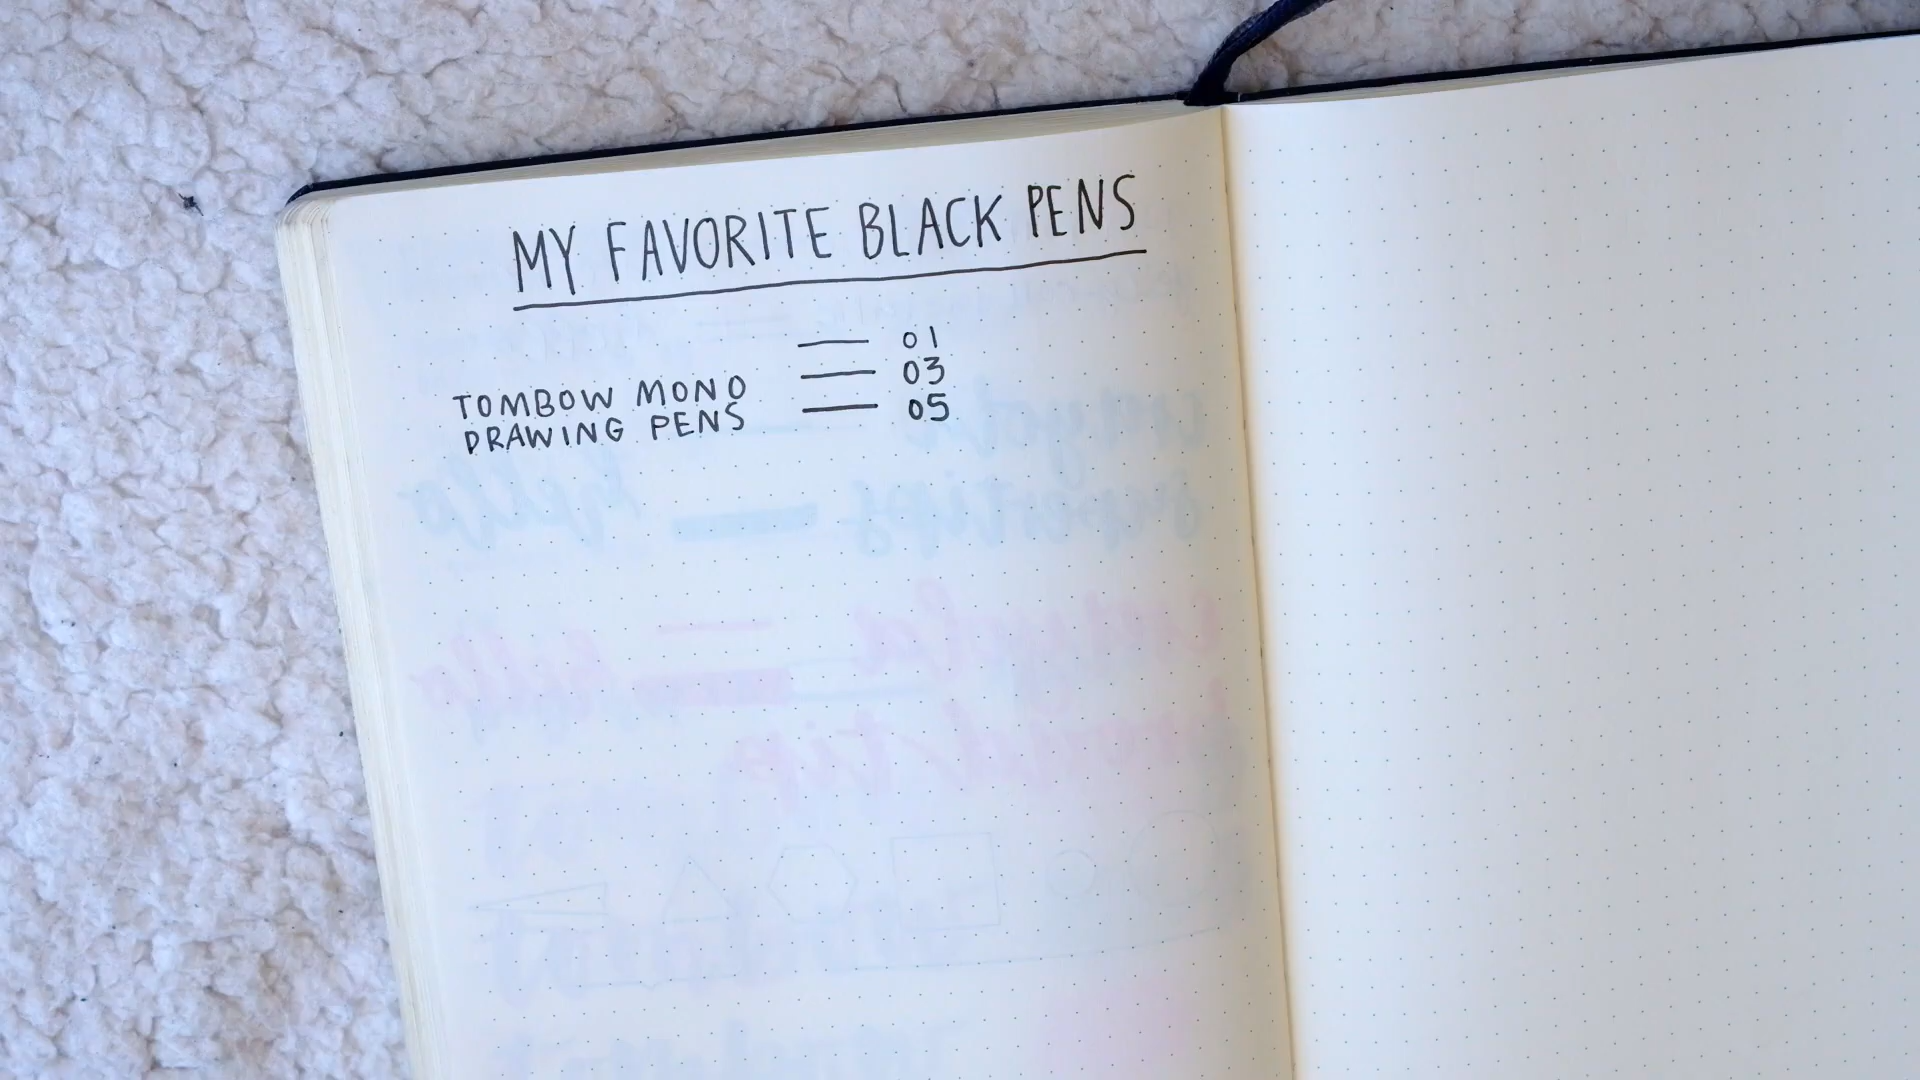 MY FAVORITE BLACK PENS
01
03
TOMBOW MONO
05
DRAWING PENS